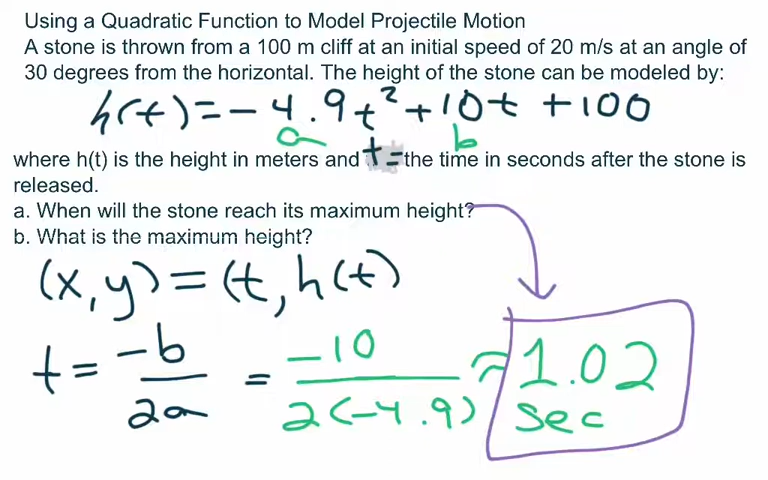 Using a Quadratic Function to Model Projectile Motion
A stone is thrown from a 100 m cliff at an initial speed of 20 m/s at an angle of
30 degrees from the horizontal. The height of the stone can be modeled by:
h(t)=-4.9t²+10t+100
a b
where h(t) is the height in meters and t=the time in seconds after the stone is
released.
a. When will the stone reach its maximum height?
b. What is the maximum height?
(x,y)=(t,h(t)
t = -b/2a = -10/2(-4.9) ≈ 1.02
sec